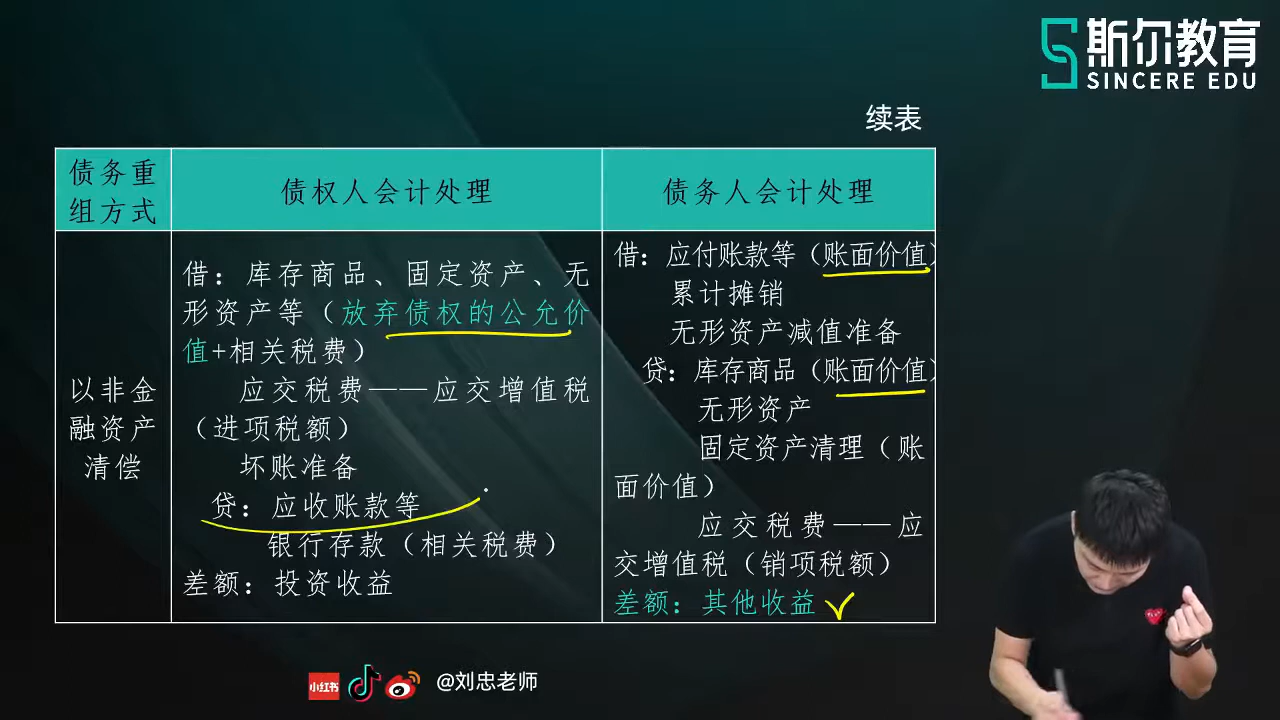 斯尔教育
SINCERE EDU
续表
债务重
组方式
债权人会计处理
债务人会计处理
以非金
融资产
清偿
借：库存商品、固定资产、无
形资产等（放弃债权的公允价
值+相关税费）
应交税费——应交增值税
（进项税额）
坏账准备
贷：应收账款等
银行存款（相关税费）
差额：投资收益
借：应付账款等（账面价值）
累计摊销
无形资产减值准备
贷：库存商品（账面价值）
无形资产
固定资产清理（账
面价值）
应交税费——应
交增值税（销项税额）
差额：其他收益
小红书
@刘忠老师